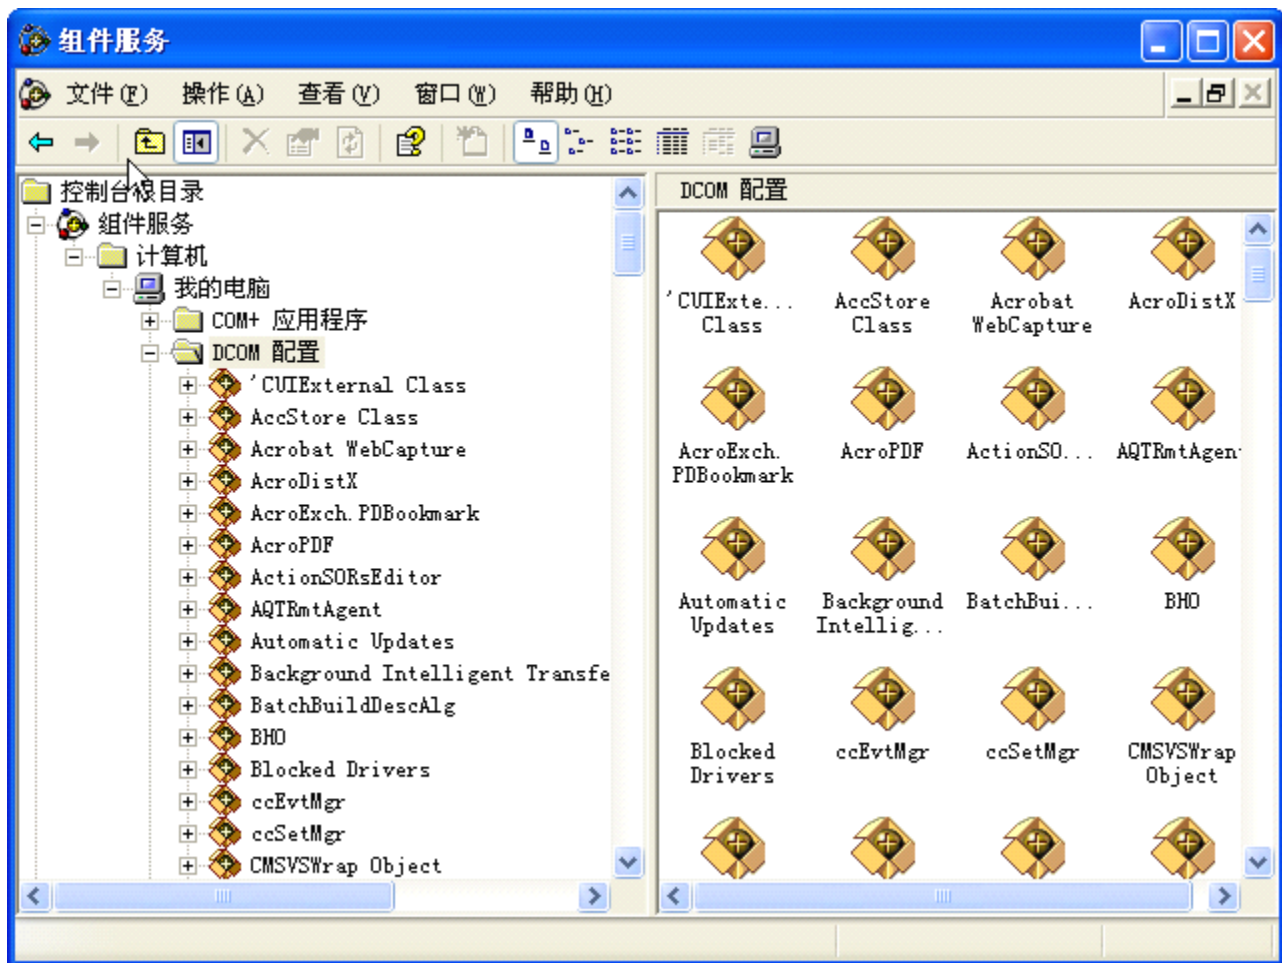 组件服务
文件(F) 操作(A) 查看(V) 窗口(W) 帮助(H)
控制台根目录
组件服务
计算机
我的电脑
COM+ 应用程序
DCOM 配置
'CUIExternal Class
AccStore Class
Acrobat WebCapture
AcroDistX
AcroExch.PDBookmark
AcroPDF
ActionSORsEditor
AQTRmtAgent
Automatic Updates
Background Intelligent Transfe
BatchBuildDescAlg
BHO
Blocked Drivers
ccEvtMgr
ccSetMgr
CMSVSWrap Object
DCOM 配置
'CUIExte... AccStore Acrobat AcroDistX
Class Class WebCapture
AcroExch. AcroPDF ActionSO... AQTRmtAgen
PDBookmark
Automatic Background BatchBui... BHO
Updates Intellig...
Blocked ccEvtMgr ccSetMgr CMSVSWrap
Drivers Object